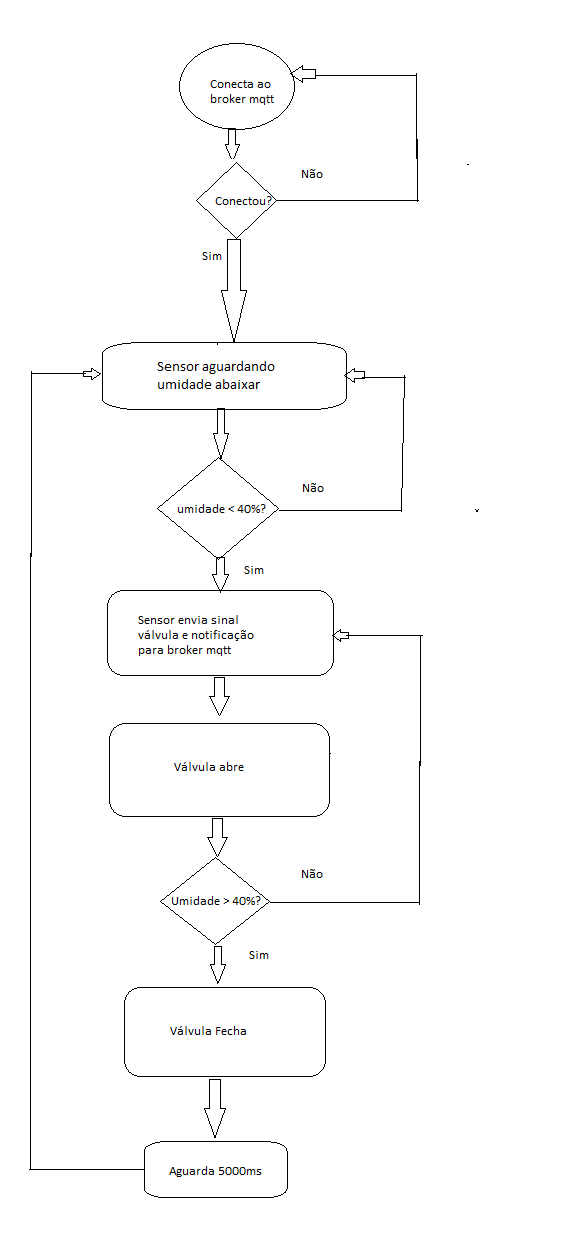 Conecta ao
broker mqtt
Não
Conectou?
Sim
Sensor aguardando
umidade abaixar
Não
umidade < 40%?
Sim
Sensor envia sinal
válvula e notificação
para broker mqtt
Válvula abre
Não
Umidade > 40%?
Sim
Válvula Fecha
Aguarda 5000ms